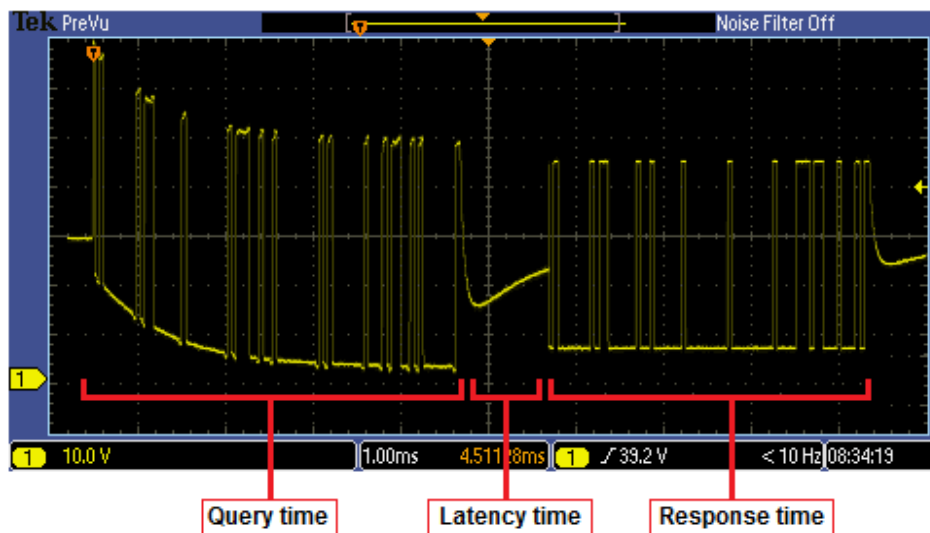 Tek PreVu Noise Filter Off
T
T
1
1 10.0 V 1.00ms 4.51128ms 1 39.2 V < 10 Hz 08:34:19
Query time Latency time Response time